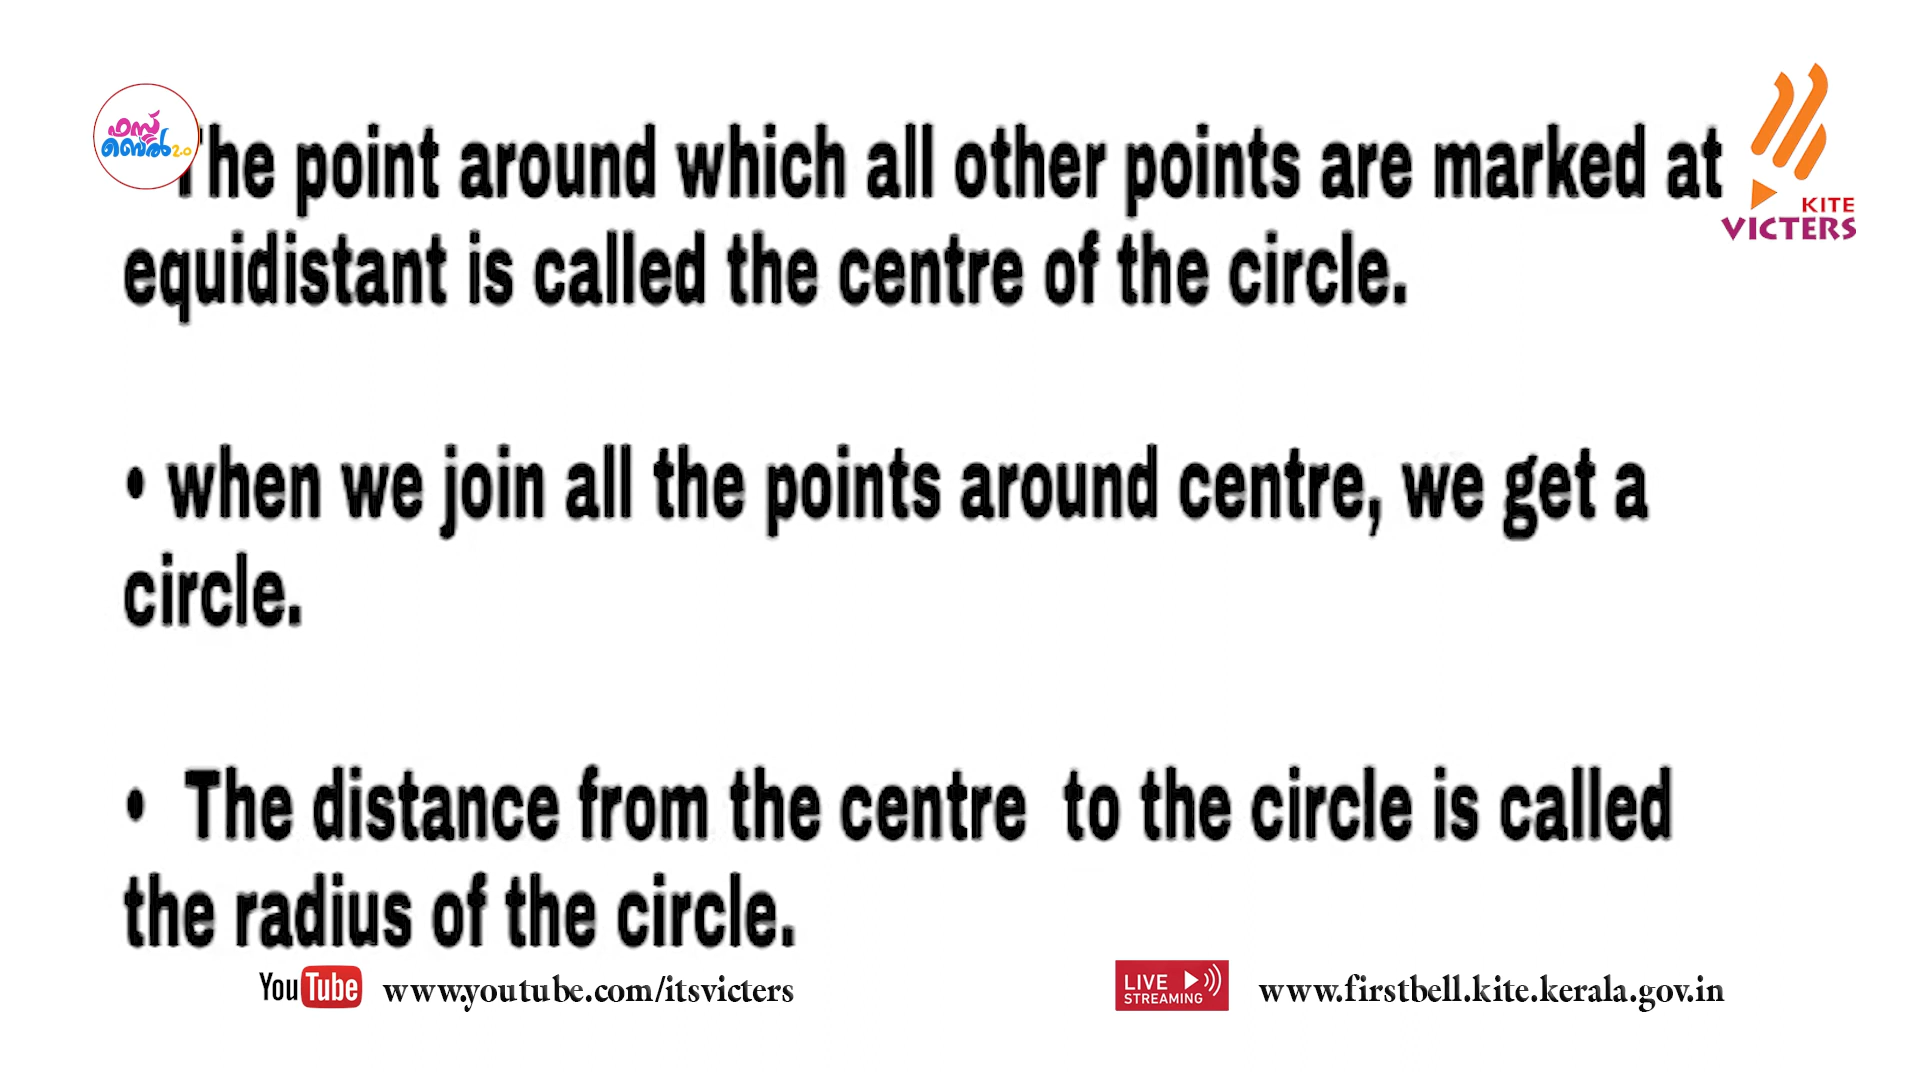 ഫസ്റ്റ്
ബെൽ 2.0
The point around which all other points are marked at
equidistant is called the centre of the circle.
KITE
VICTERS
• when we join all the points around centre, we get a
circle.
• The distance from the centre to the circle is called
the radius of the circle.
YouTube www.youtube.com/itsvicters
LIVE
STREAMING
www.firstbell.kite.kerala.gov.in